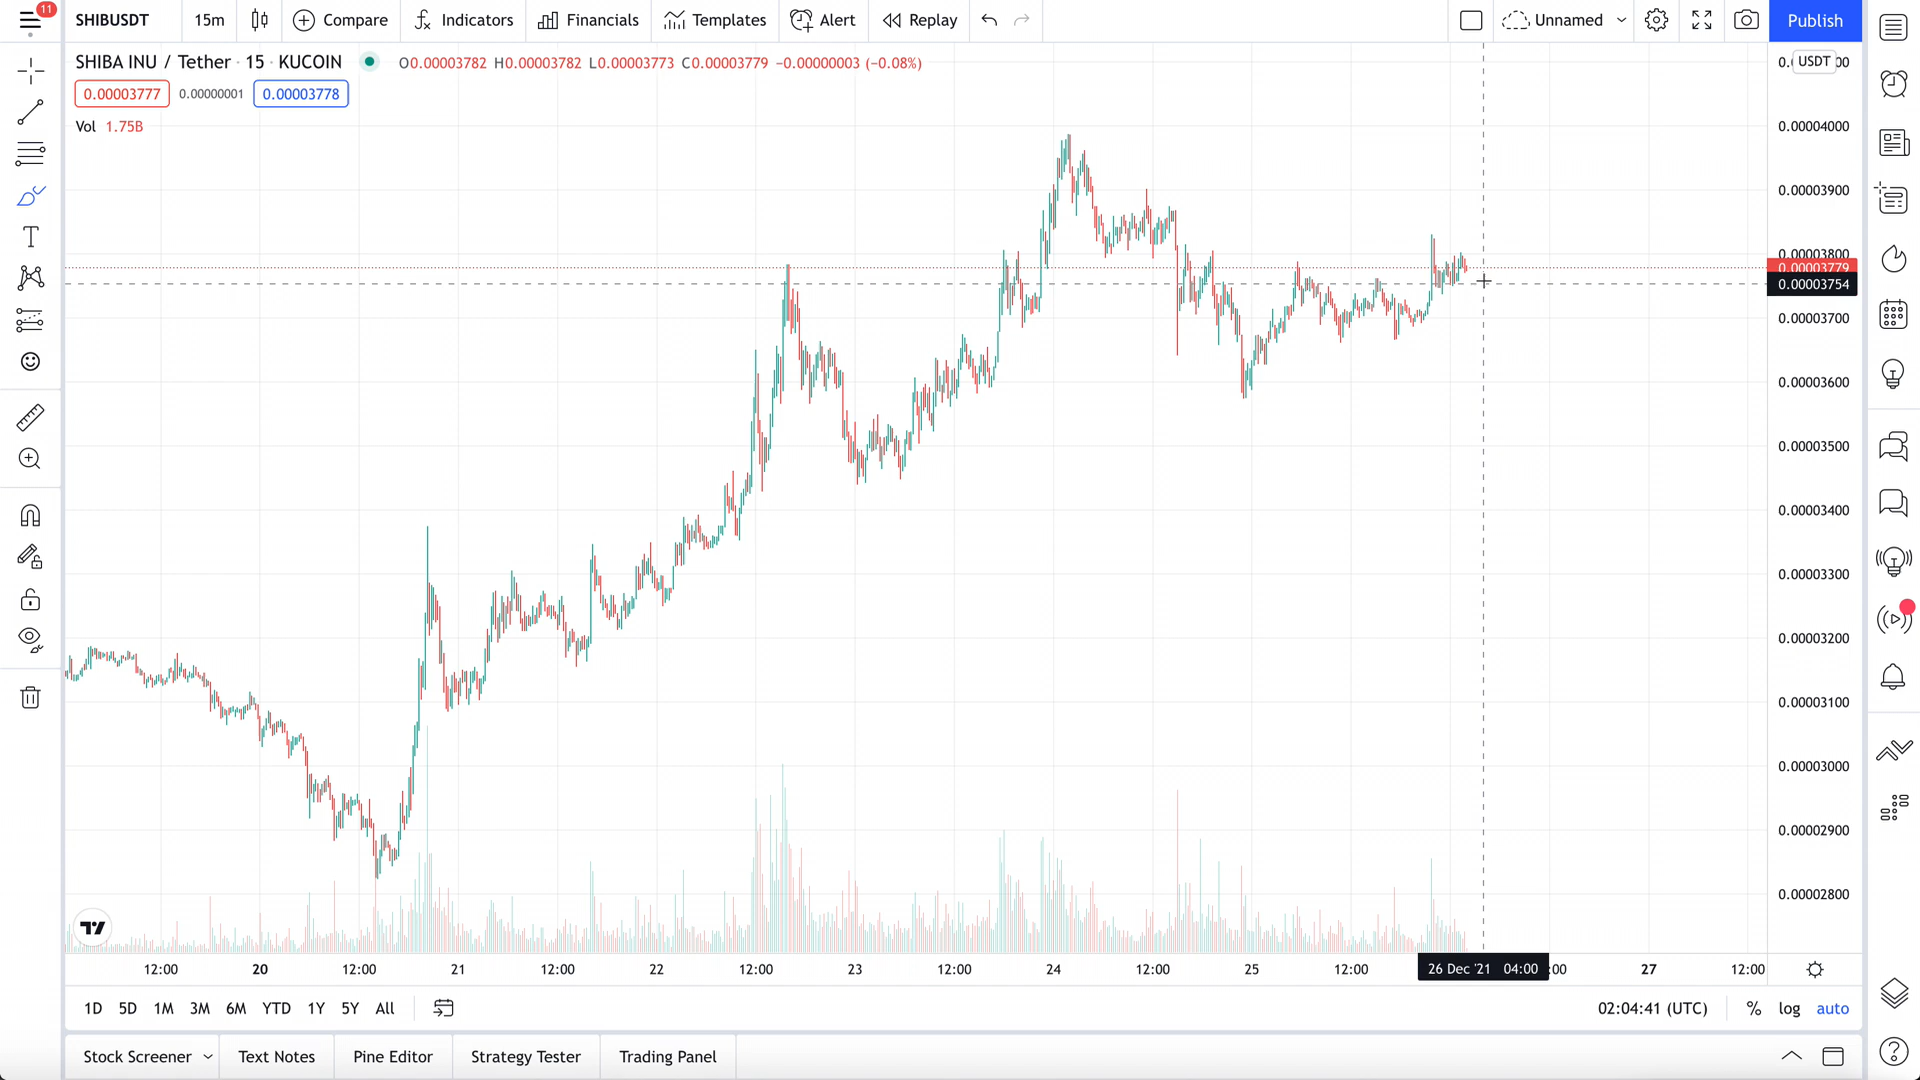 11
SHIBUSDT 15m Compare Indicators Financials Templates Alert Replay Unnamed Publish
SHIBA INU / Tether · 15 · KUCOIN O0.00003782 H0.00003782 L0.00003773 C0.00003779 −0.00000003 (−0.08%)
USDT
0.00003777 0.00000001 0.00003778
Vol 1.75B
0.00004000
0.00003900
0.00003800
0.00003779
0.00003754
0.00003700
0.00003600
0.00003500
0.00003400
0.00003300
0.00003200
0.00003100
0.00003000
0.00002900
0.00002800
12:00 20 12:00 21 12:00 22 12:00 23 12:00 24 12:00 25 12:00 26 Dec '21 04:00 :00 27 12:00
1D 5D 1M 3M 6M YTD 1Y 5Y All 02:04:41 (UTC) % log auto
Stock Screener Text Notes Pine Editor Strategy Tester Trading Panel